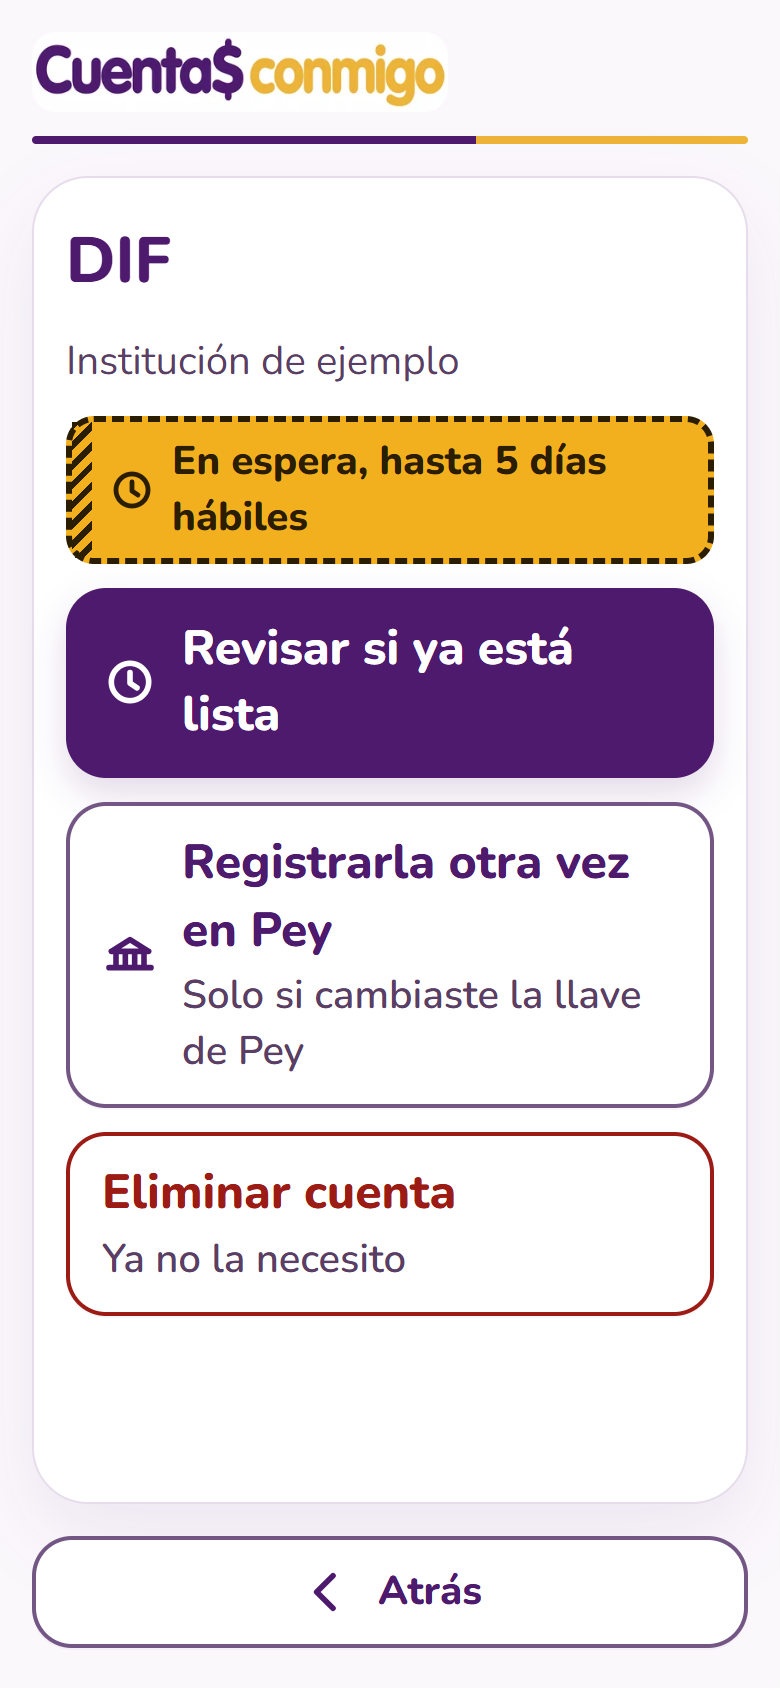 Cuenta$ conmigo
DIF
Institución de ejemplo
En espera, hasta 5 días
hábiles
Revisar si ya está
lista
Registrarla otra vez
en Pey
Solo si cambiaste la llave
de Pey
Eliminar cuenta
Ya no la necesito
Atrás